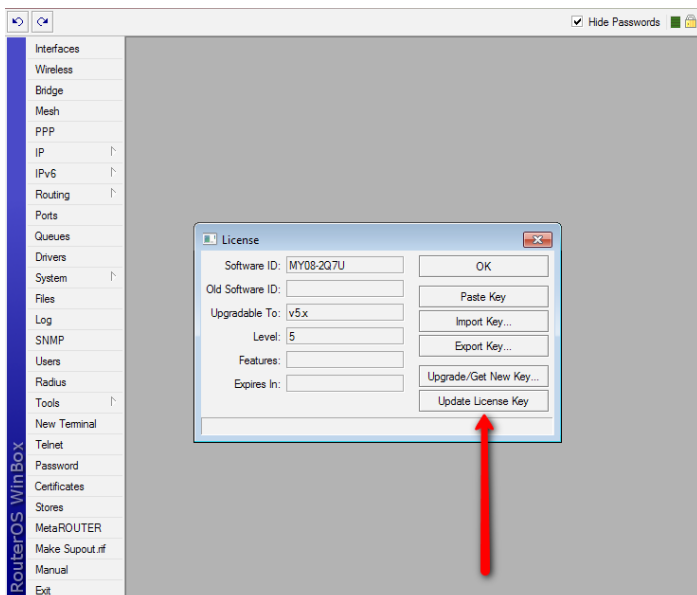 Hide Passwords
Interfaces
Wireless
Bridge
Mesh
PPP
IP
IPv6
Routing
Ports
Queues
Drivers
System
Files
Log
SNMP
Users
Radius
Tools
New Terminal
Telnet
Password
Certificates
Stores
MetaROUTER
Make Supout.rif
Manual
Exit
RouterOS WinBox
License
Software ID: MY08-2Q7U
Old Software ID:
Upgradable To: v5.x
Level: 5
Features:
Expires In:
OK
Paste Key
Import Key...
Export Key...
Upgrade/Get New Key...
Update License Key